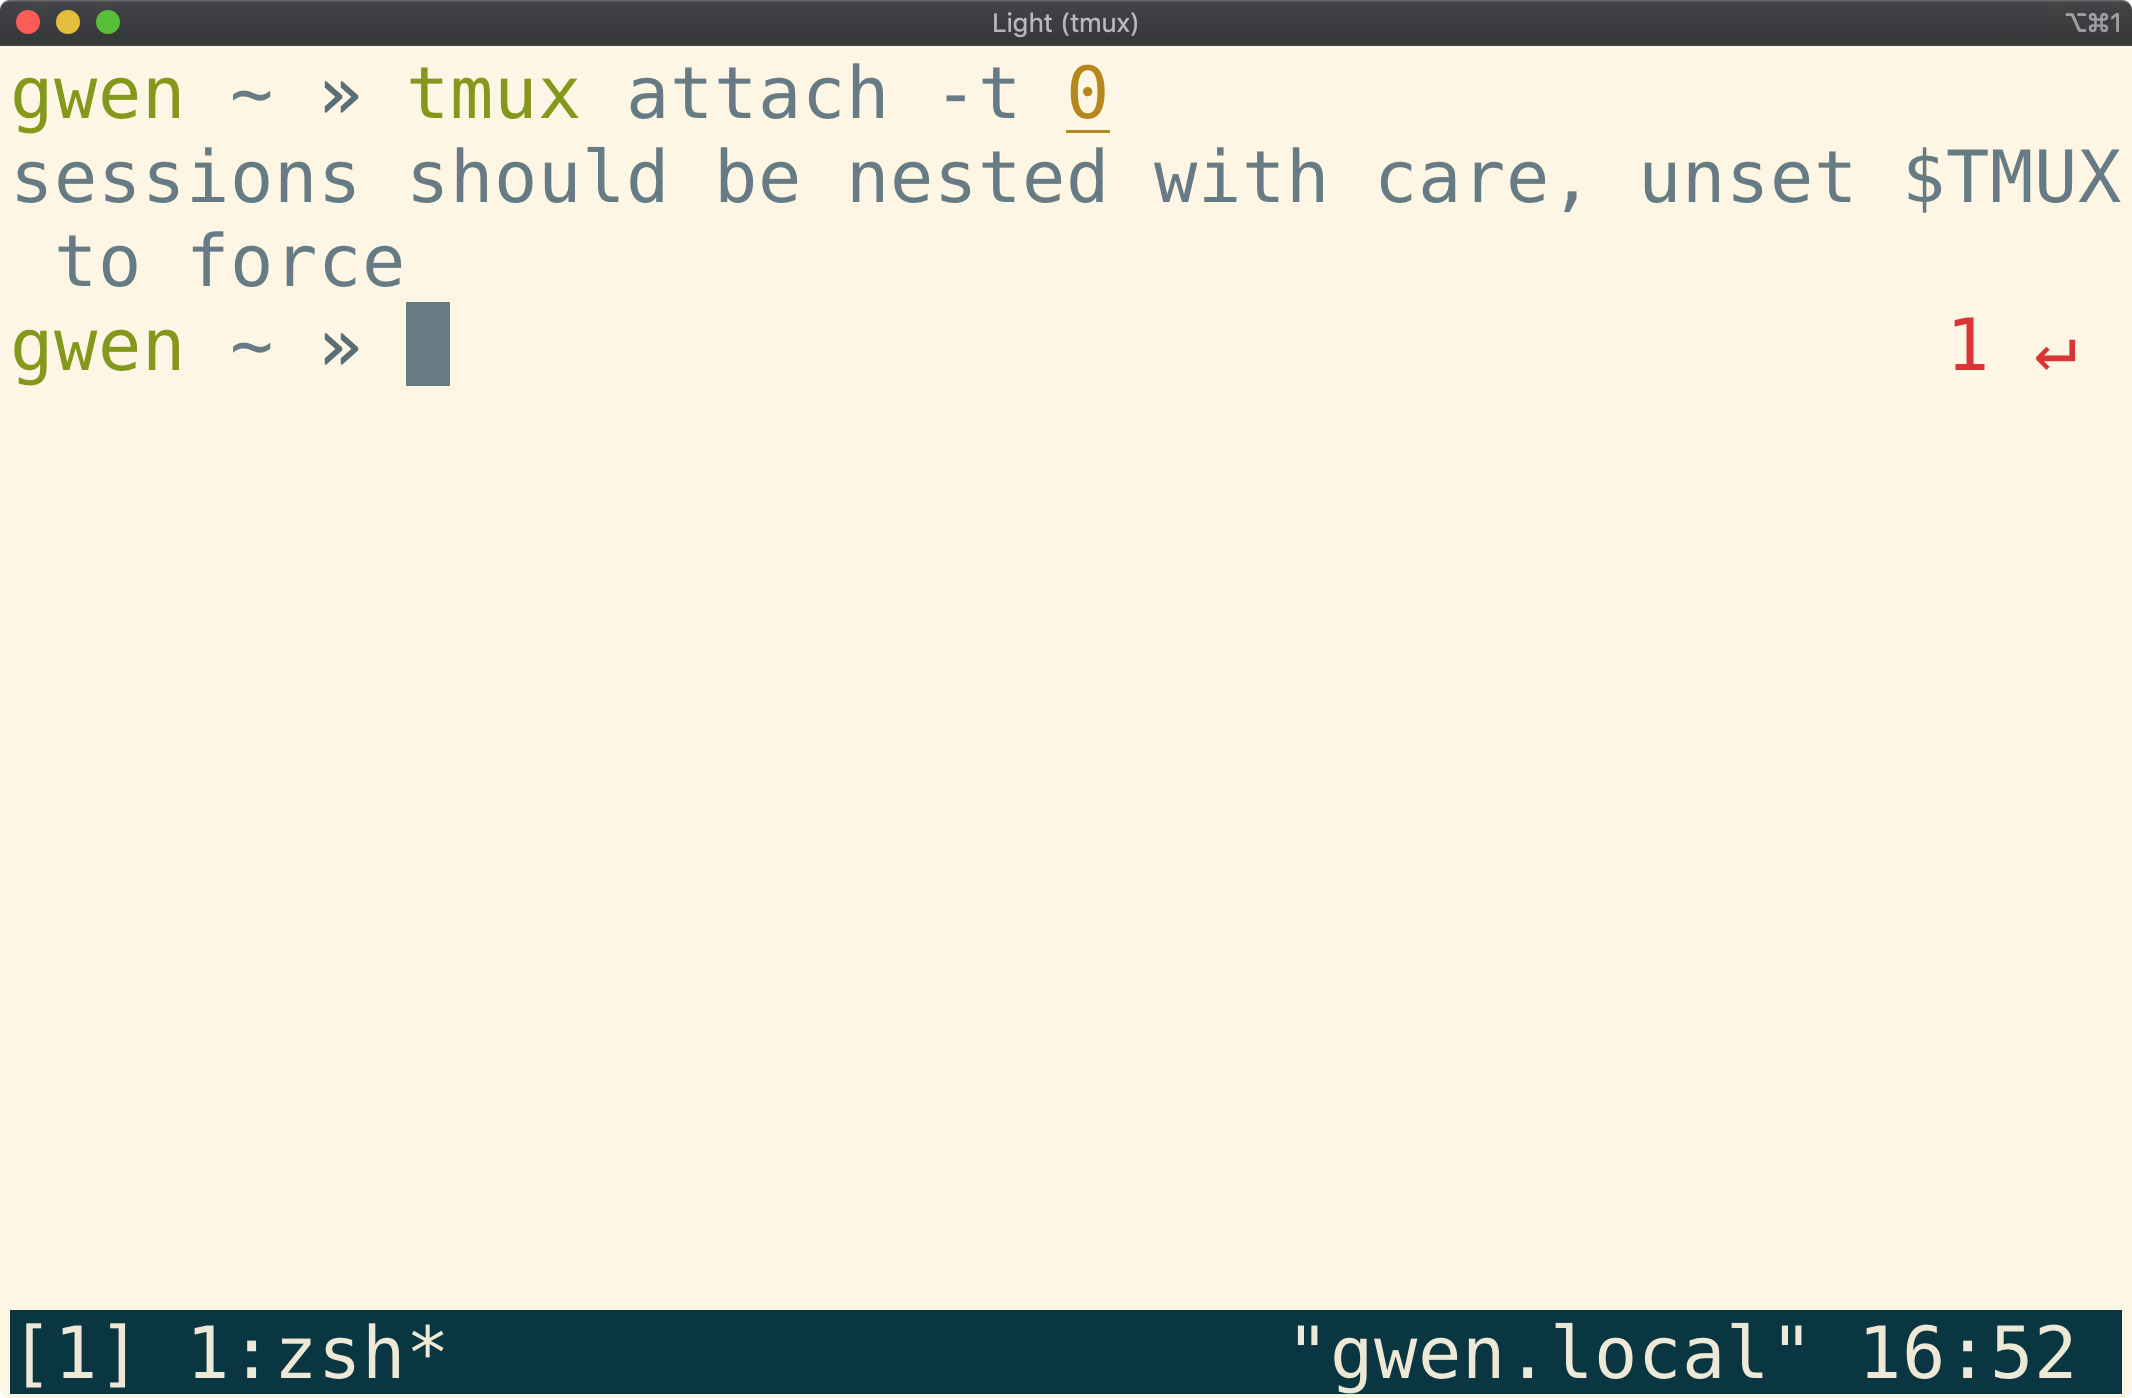 Light (tmux) ⌥⌘1
gwen ~ » tmux attach -t 0
sessions should be nested with care, unset $TMUX
 to force
gwen ~ » 1 ↵
[1] 1:zsh* "gwen.local" 16:52